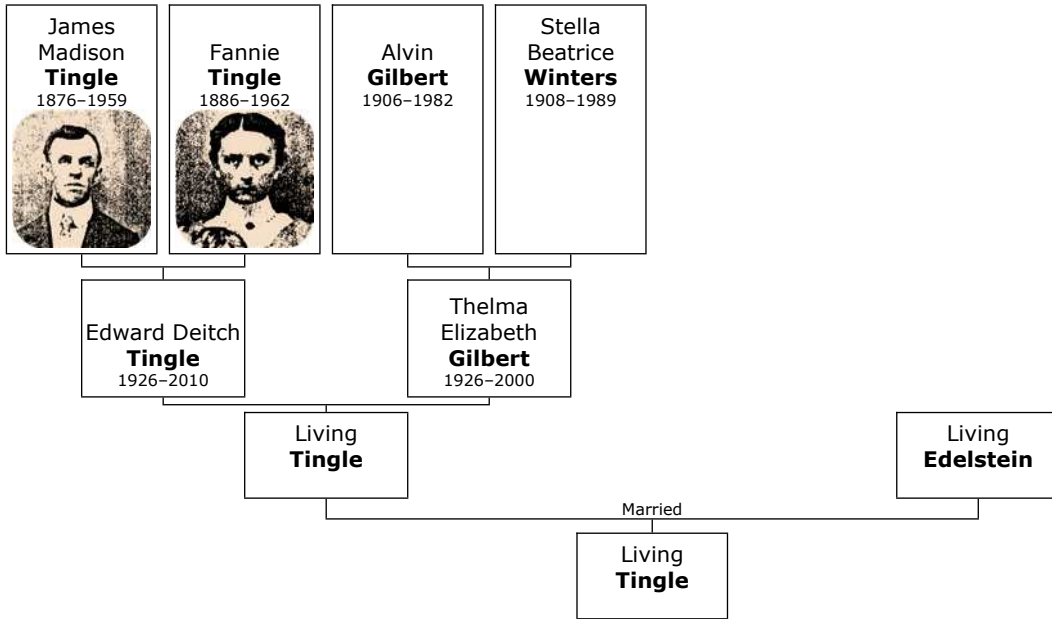 James
Madison
Tingle
1876–1959
Fannie
Tingle
1886–1962
Alvin
Gilbert
1906–1982
Stella
Beatrice
Winters
1908–1989
Edward Deitch
Tingle
1926–2010
Thelma
Elizabeth
Gilbert
1926–2000
Living
Tingle
Living
Edelstein
Married
Living
Tingle